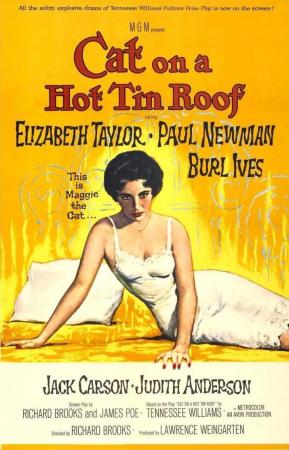 All the sultry, explosive drama of Tennessee Williams' Pulitzer Prize Play is now on the screen!
M-G-M presents
Cat on a
Hot Tin Roof
starring
ELIZABETH TAYLOR · PAUL NEWMAN
BURL IVES
This is
Maggie
the
Cat...
JACK CARSON · JUDITH ANDERSON
Screen Play by
RICHARD BROOKS and JAMES POE ·
Based on the Play "CAT ON A HOT TIN ROOF" by
TENNESSEE WILLIAMS ·
in METROCOLOR
AN AVON PRODUCTION
Directed by RICHARD BROOKS · Produced by LAWRENCE WEINGARTEN